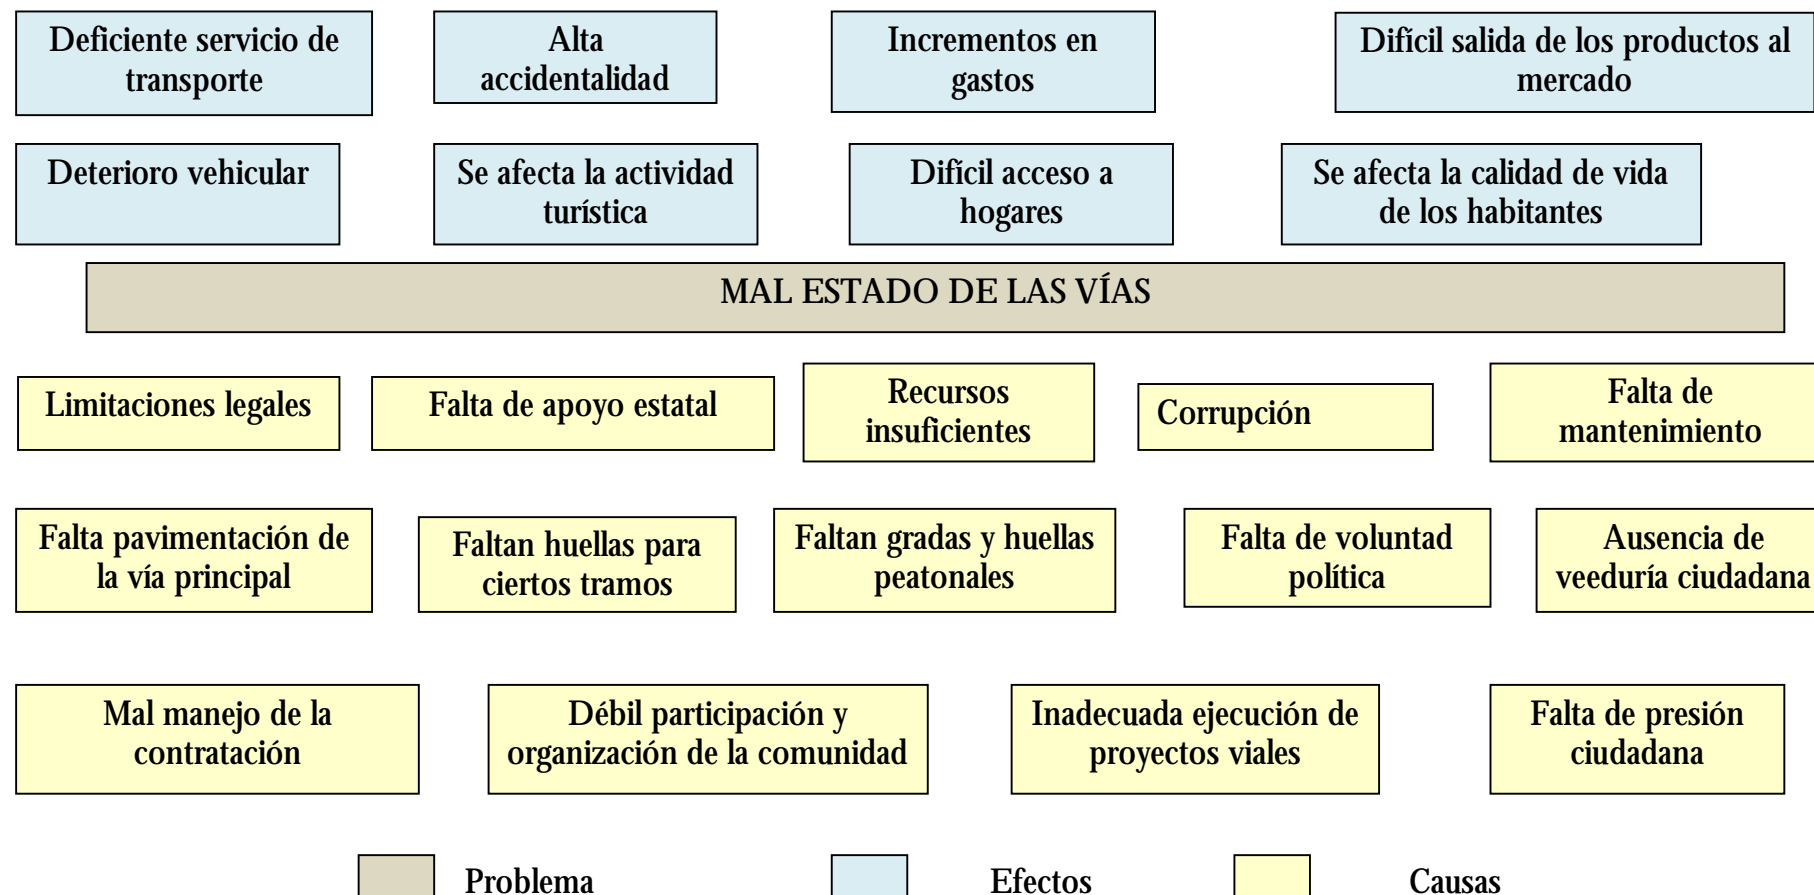 Deficiente servicio de
transporte
Alta
accidentalidad
Incrementos en
gastos
Difícil salida de los productos al
mercado
Deterioro vehicular
Se afecta la actividad
turística
Difícil acceso a
hogares
Se afecta la calidad de vida
de los habitantes
MAL ESTADO DE LAS VÍAS
Limitaciones legales
Falta de apoyo estatal
Recursos
insuficientes
Corrupción
Falta de
mantenimiento
Falta pavimentación de
la vía principal
Faltan huellas para
ciertos tramos
Faltan gradas y huellas
peatonales
Falta de voluntad
política
Ausencia de
veeduría ciudadana
Mal manejo de la
contratación
Débil participación y
organización de la comunidad
Inadecuada ejecución de
proyectos viales
Falta de presión
ciudadana
Problema
Efectos
Causas